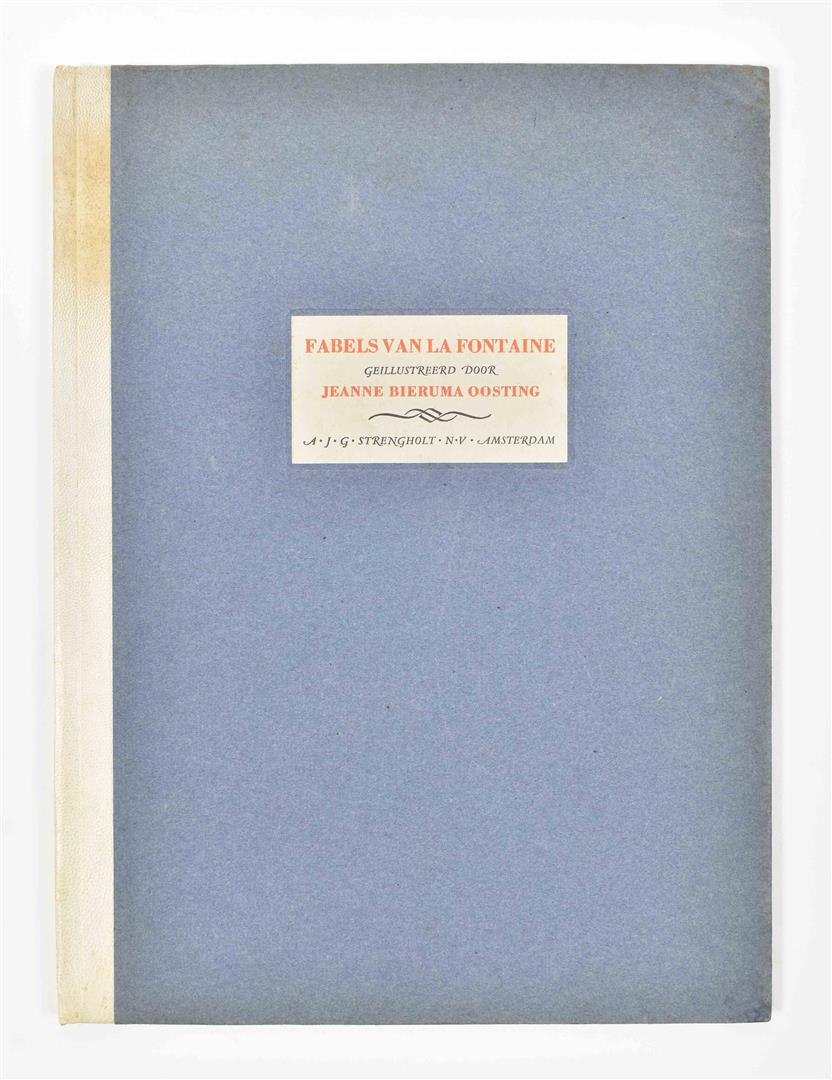 FABELS VAN LA FONTAINE
GEILLUSTREERD DOOR
JEANNE BIERUMA OOSTING
A·J·G·STRENGHOLT·N·V·AMSTERDAM